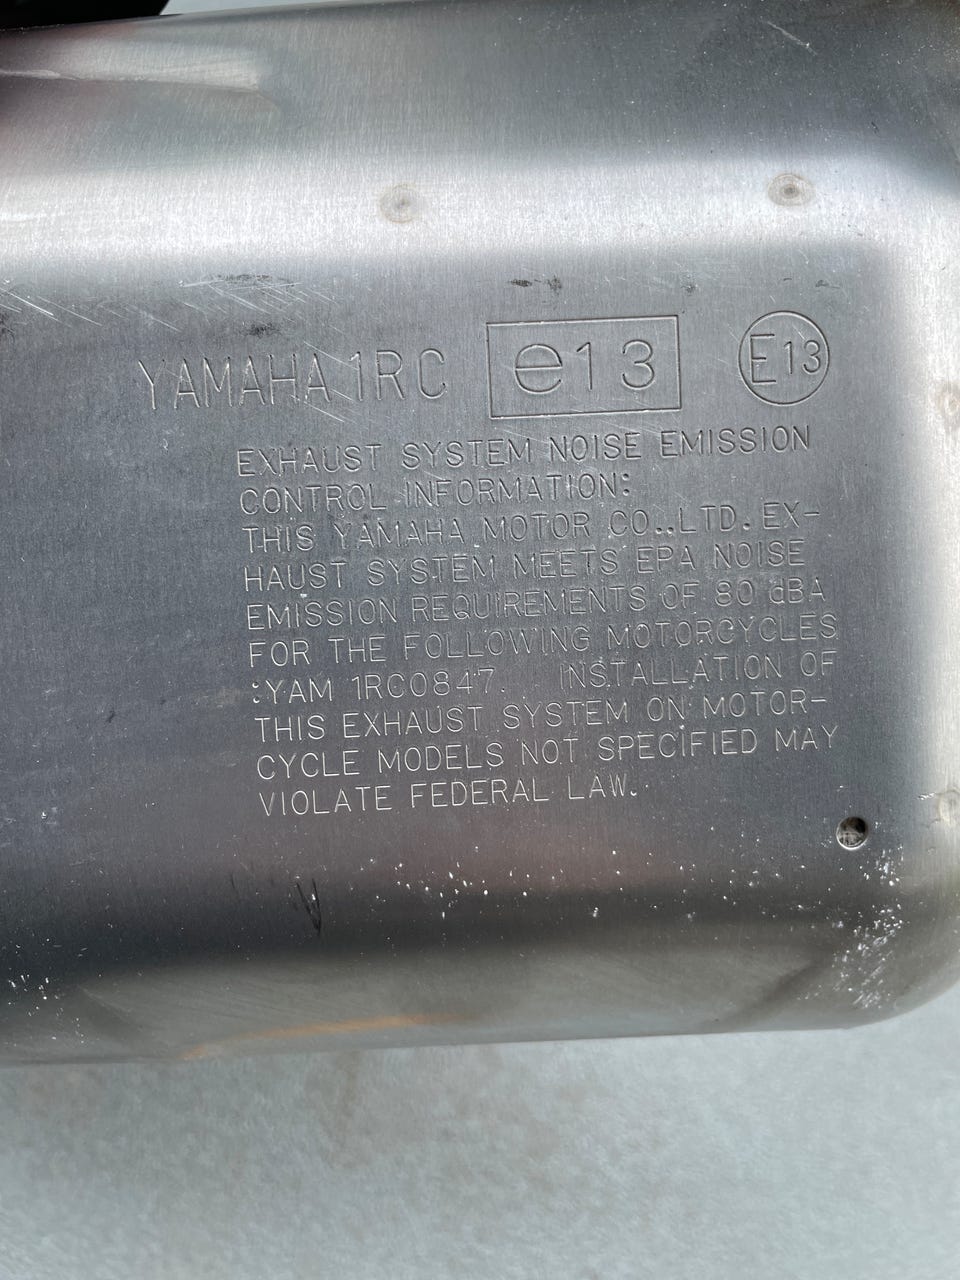 YAMAHA 1RC e13 E13
EXHAUST SYSTEM NOISE EMISSION
CONTROL INFORMATION:
THIS YAMAHA MOTOR CO.,LTD. EX-
HAUST SYSTEM MEETS EPA NOISE
EMISSION REQUIREMENTS OF 80 dBA
FOR THE FOLLOWING MOTORCYCLES
:YAM 1RC0847. INSTALLATION OF
THIS EXHAUST SYSTEM ON MOTOR-
CYCLE MODELS NOT SPECIFIED MAY
VIOLATE FEDERAL LAW.